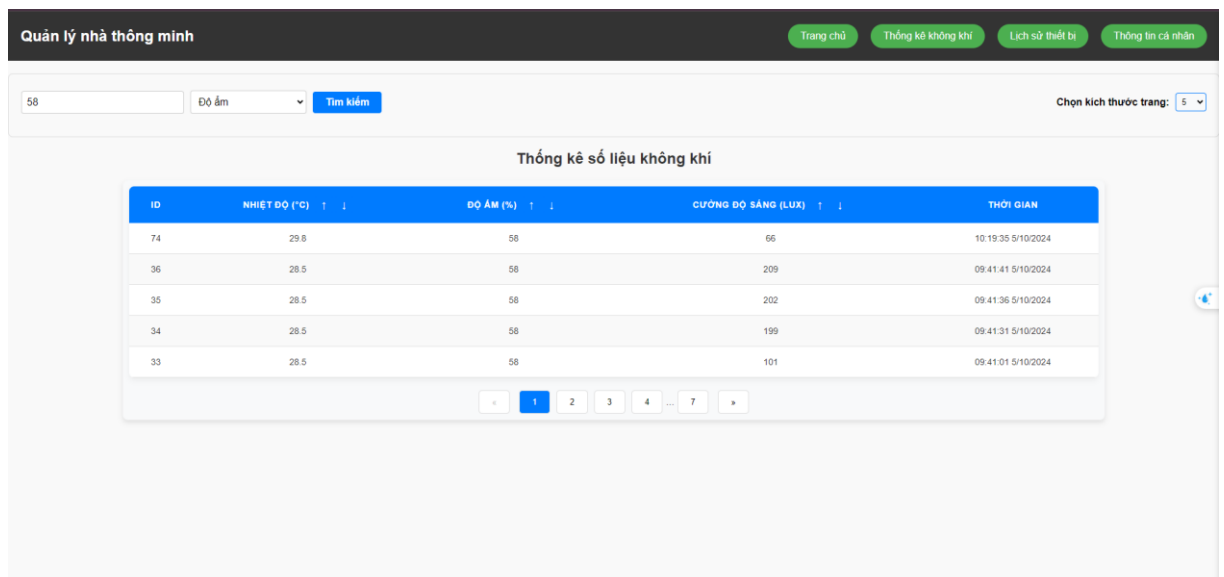 Quản lý nhà thông minh Trang chủ Thống kê không khí Lịch sử thiết bị Thông tin cá nhân
58 Độ ẩm Tìm kiếm Chọn kích thước trang: 5
Thống kê số liệu không khí
ID NHIỆT ĐỘ (°C) ↑ ↓ ĐỘ ẨM (%) ↑ ↓ CƯỜNG ĐỘ SÁNG (LUX) ↑ ↓ THỜI GIAN
74 29.8 58 66 10:19:35 5/10/2024
36 28.5 58 209 09:41:41 5/10/2024
35 28.5 58 202 09:41:36 5/10/2024
34 28.5 58 199 09:41:31 5/10/2024
33 28.5 58 101 09:41:01 5/10/2024
« 1 2 3 4 ... 7 »